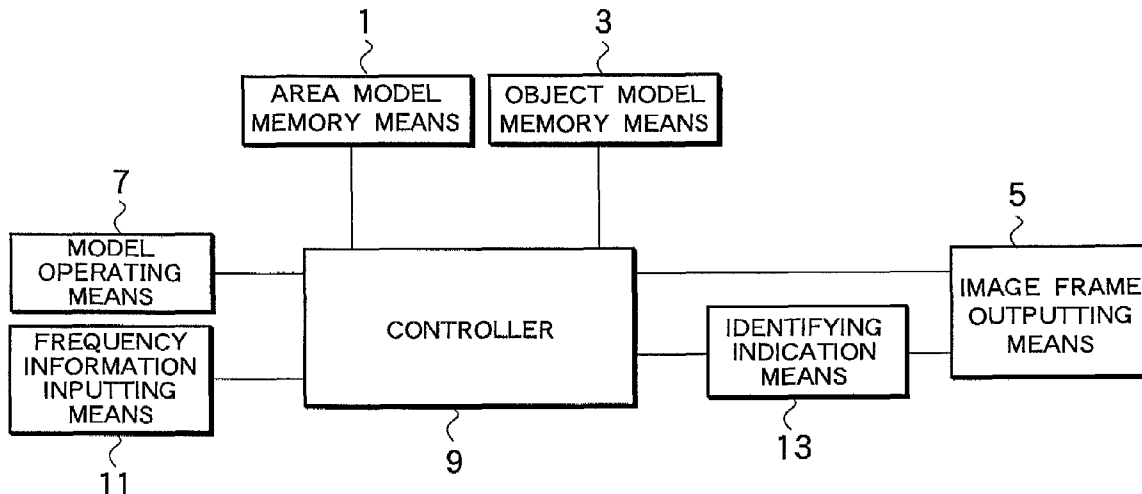 1
3
AREA MODEL
MEMORY MEANS
OBJECT MODEL
MEMORY MEANS
7
5
MODEL
OPERATING
MEANS
FREQUENCY
INFORMATION
INPUTTING
MEANS
CONTROLLER
IDENTIFYING
INDICATION
MEANS
IMAGE FRAME
OUTPUTTING
MEANS
11
9
13